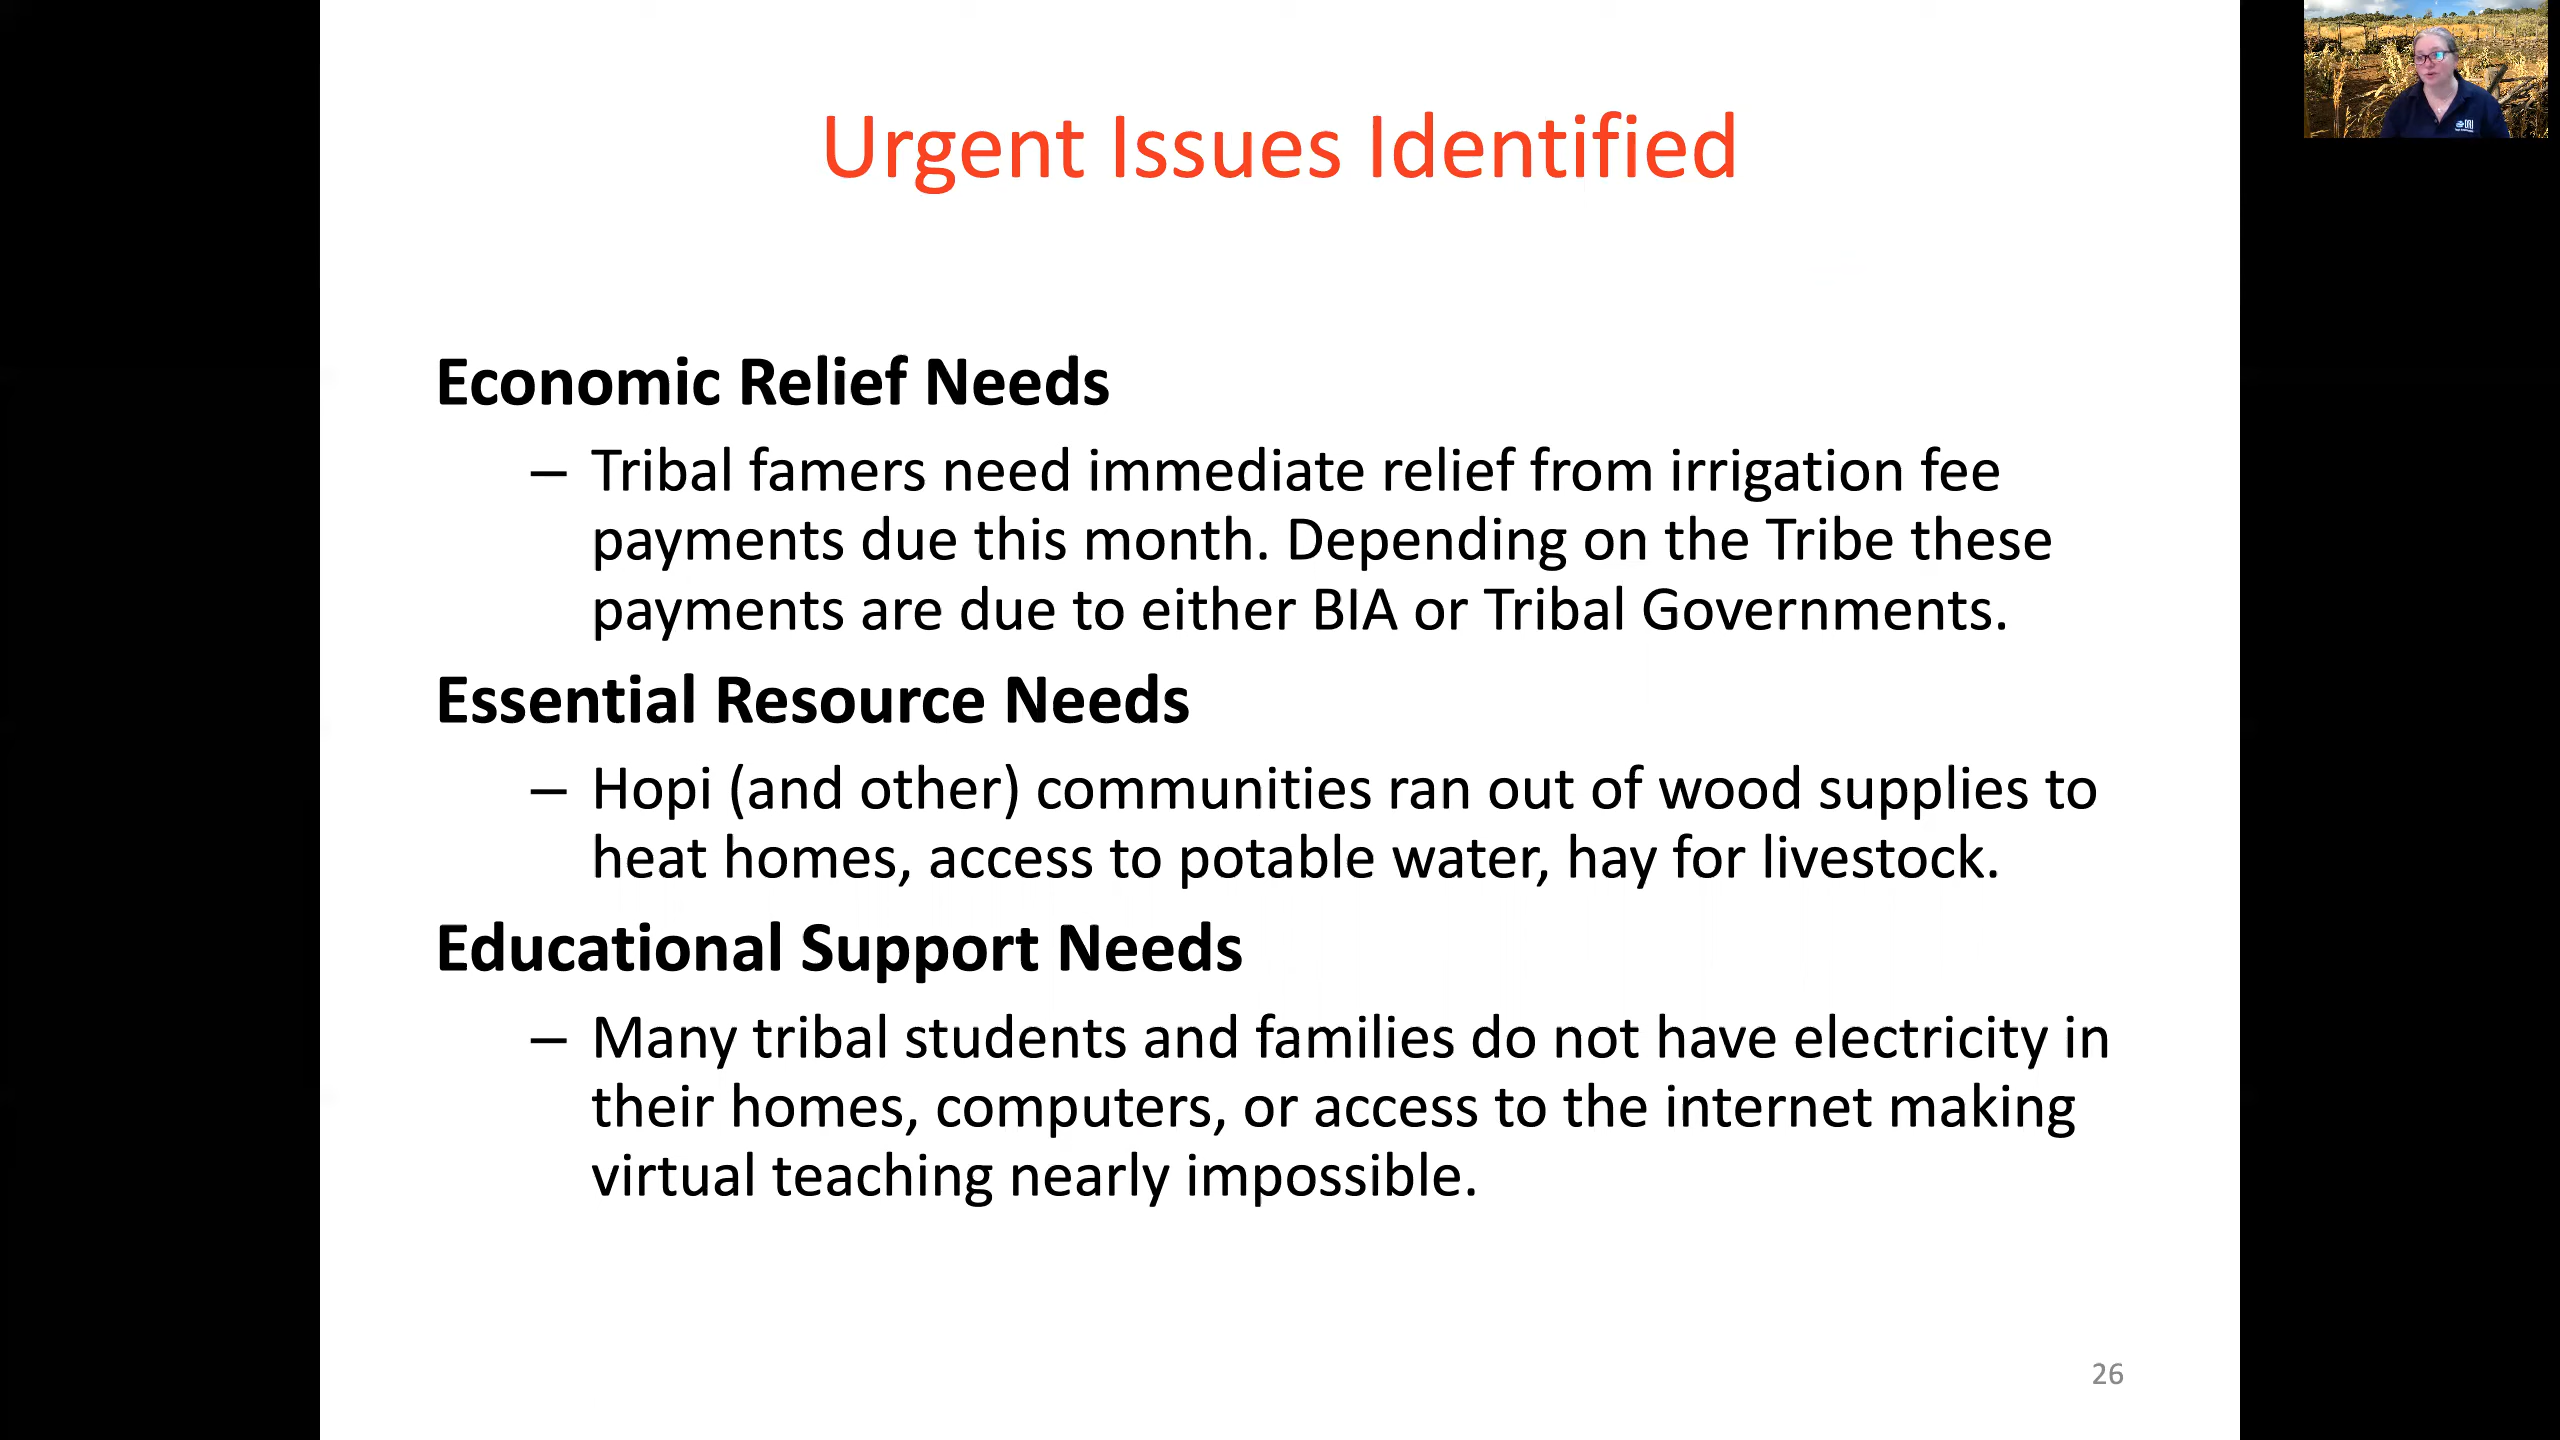 Urgent Issues Identified
Economic Relief Needs
– Tribal famers need immediate relief from irrigation fee
payments due this month. Depending on the Tribe these
payments are due to either BIA or Tribal Governments.
Essential Resource Needs
– Hopi (and other) communities ran out of wood supplies to
heat homes, access to potable water, hay for livestock.
Educational Support Needs
– Many tribal students and families do not have electricity in
their homes, computers, or access to the internet making
virtual teaching nearly impossible.
26